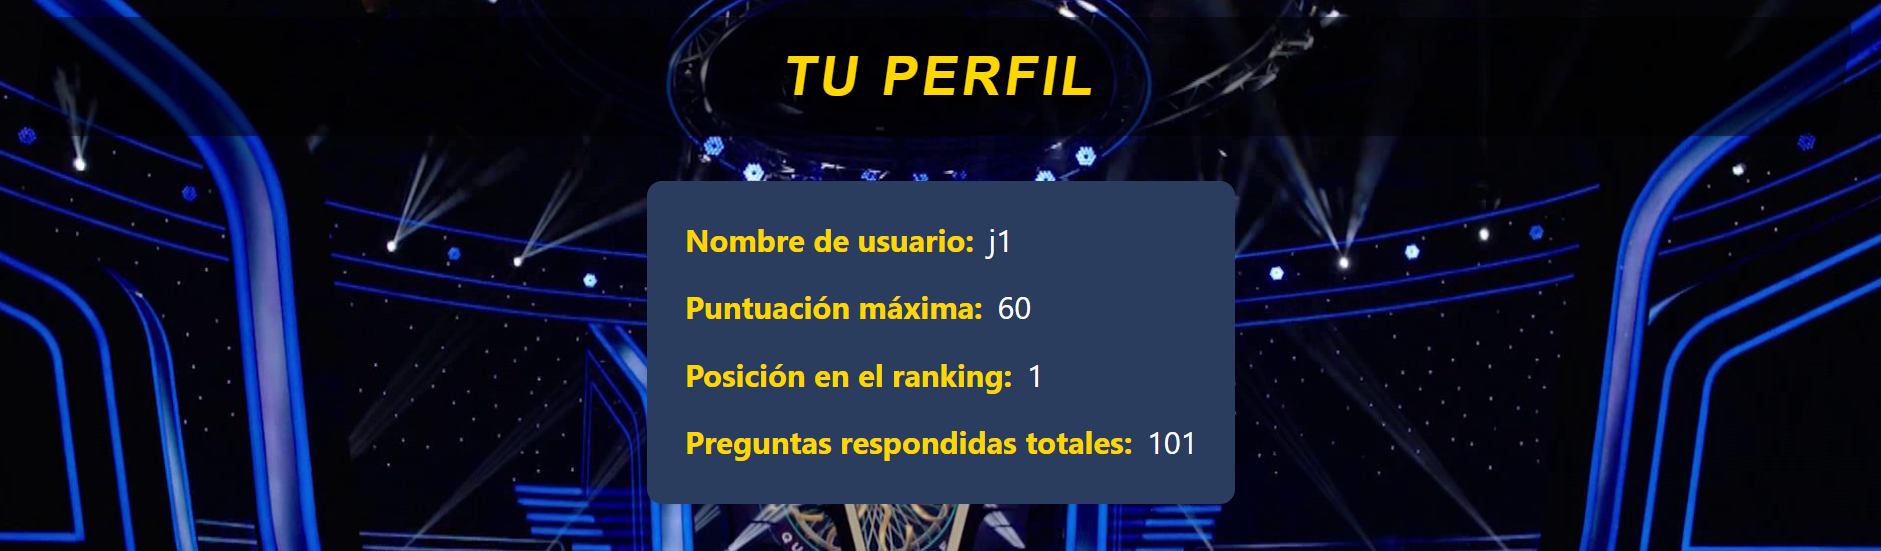 TU PERFIL
Nombre de usuario: j1
Puntuación máxima: 60
Posición en el ranking: 1
Preguntas respondidas totales: 101